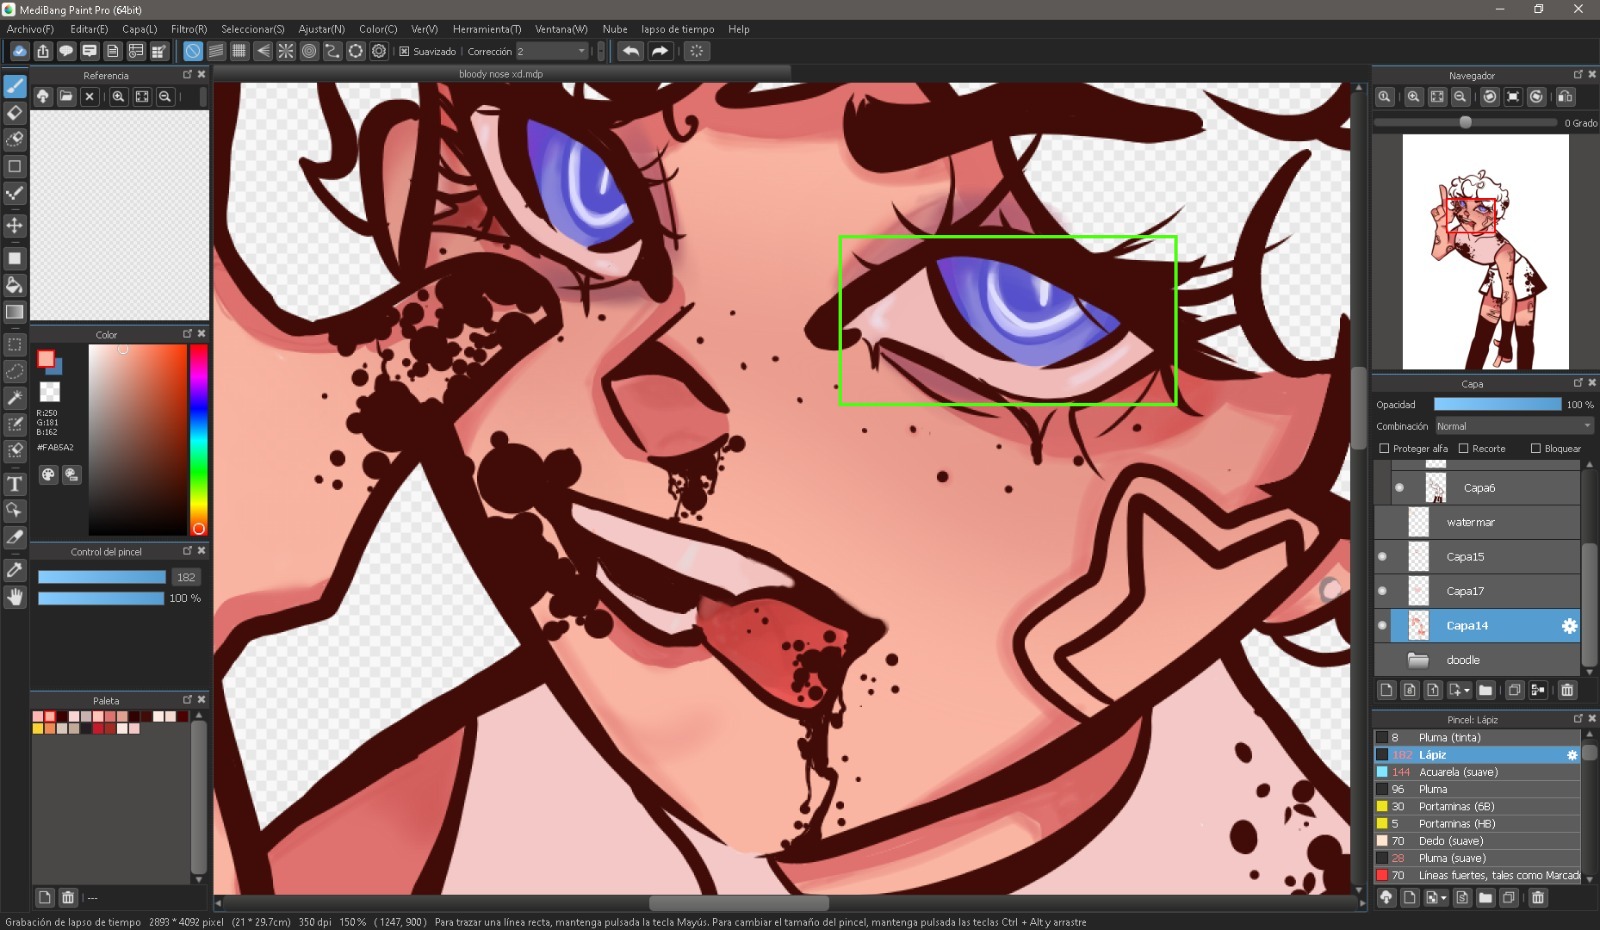 MediBang Paint Pro (64bit)
Archivo(F) Editar(E) Capa(L) Filtro(R) Seleccionar(S) Ajustar(N) Color(C) Ver(V) Herramienta(T) Ventana(W) Nube lapso de tiempo Help
Suavizado Corrección 2
Referencia
bloody nose xd.mdp
Navegador
0 Grado
Color
R:250
G:181
B:162
#FAB5A2
Capa
Opacidad 100 %
Combinación Normal
Proteger alfa Recorte Bloquear
Capa6
watermar
Capa15
Capa17
Capa14
doodle
Control del pincel
182
100 %
Paleta
---
Pincel: Lápiz
8 Pluma (tinta)
182 Lápiz
144 Acuarela (suave)
96 Pluma
30 Portaminas (6B)
5 Portaminas (HB)
70 Dedo (suave)
28 Pluma (suave)
70 Líneas fuertes, tales como Marcad
Grabación de lapso de tiempo 2893 * 4092 pixel (21 * 29.7cm) 350 dpi 150 % ( 1247, 900 ) Para trazar una línea recta, mantenga pulsada la tecla Mayús. Para cambiar el tamaño del pincel, mantenga pulsada las teclas Ctrl + Alt y arrastre